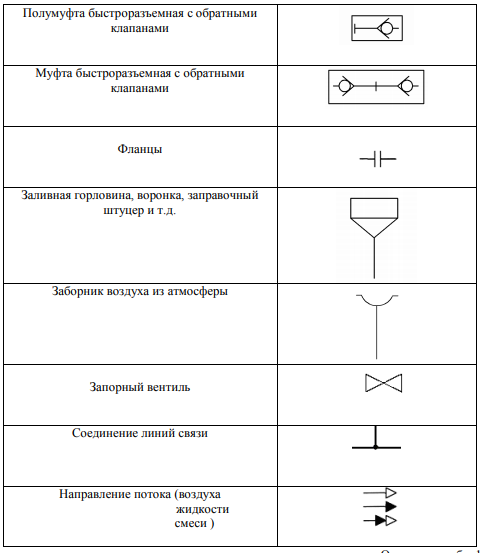 Полумуфта быстроразъемная с обратными
клапанами
Муфта быстроразъемная с обратными
клапанами
Фланцы
Заливная горловина, воронка, заправочный
штуцер и т.д.
Заборник воздуха из атмосферы
Запорный вентиль
Соединение линий связи
Направление потока (воздуха
жидкости
смеси )